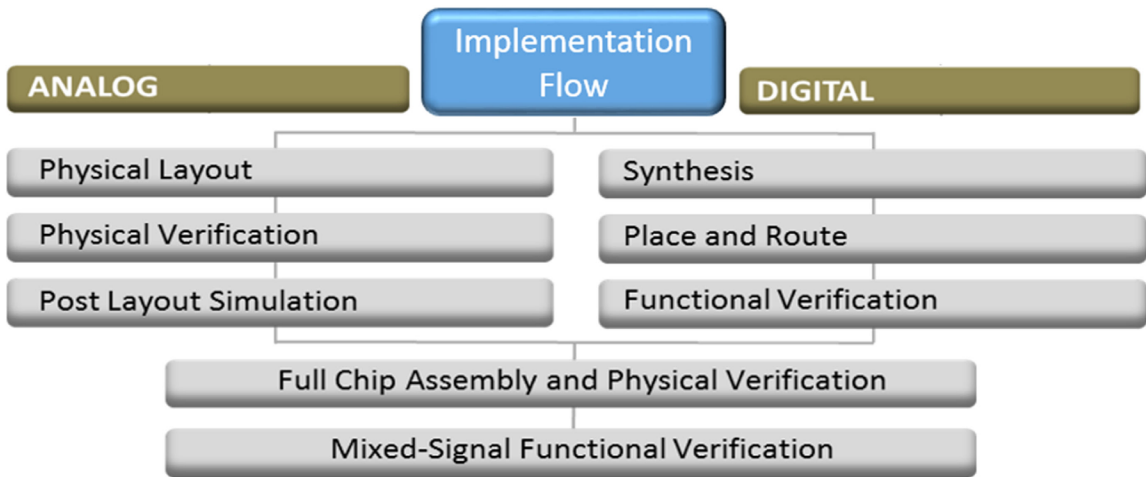 Implementation
Flow
ANALOG
DIGITAL
Physical Layout
Physical Verification
Post Layout Simulation
Synthesis
Place and Route
Functional Verification
Full Chip Assembly and Physical Verification
Mixed-Signal Functional Verification